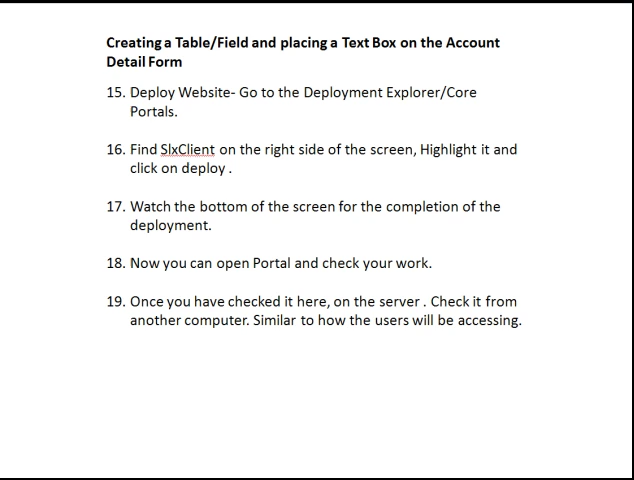 Creating a Table/Field and placing a Text Box on the Account
Detail Form
15. Deploy Website- Go to the Deployment Explorer/Core
Portals.
16. Find SlxClient on the right side of the screen, Highlight it and
click on deploy .
17. Watch the bottom of the screen for the completion of the
deployment.
18. Now you can open Portal and check your work.
19. Once you have checked it here, on the server . Check it from
another computer. Similar to how the users will be accessing.